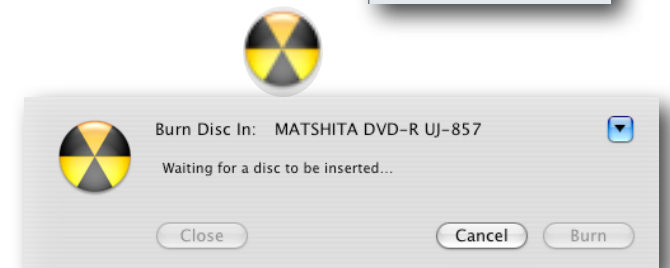 Burn Disc In: MATSHITA DVD-R UJ-857
Waiting for a disc to be inserted...
Close Cancel Burn